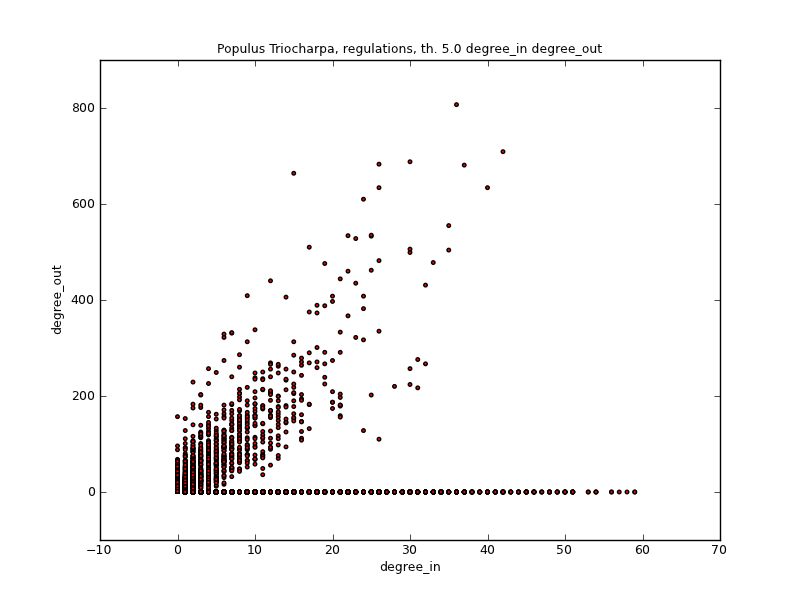 Populus Triocharpa, regulations, th. 5.0 degree_in degree_out
800
600
400
200
0
degree_out
−10 0 10 20 30 40 50 60 70
degree_in